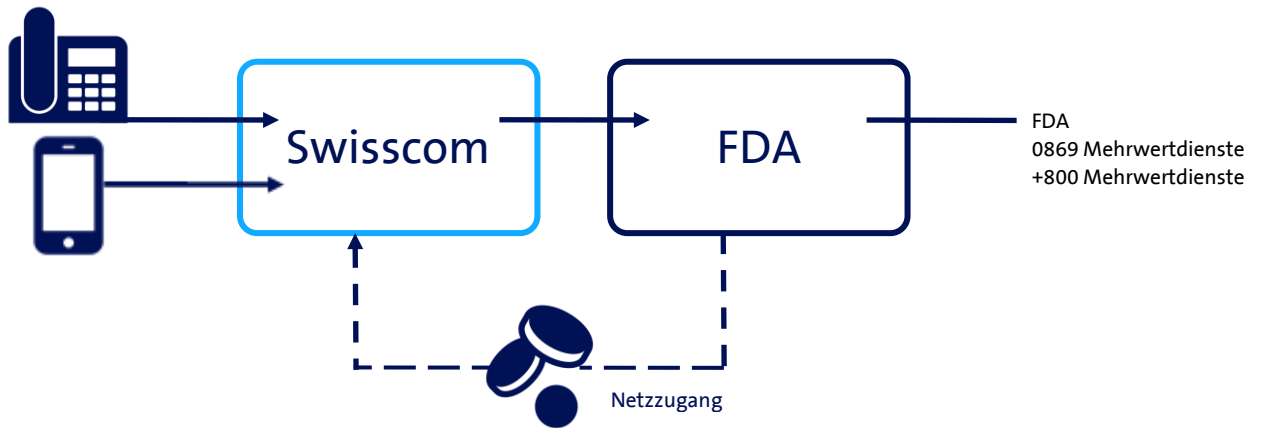 Swisscom
FDA
FDA
0869 Mehrwertdienste
+800 Mehrwertdienste
Netzzugang